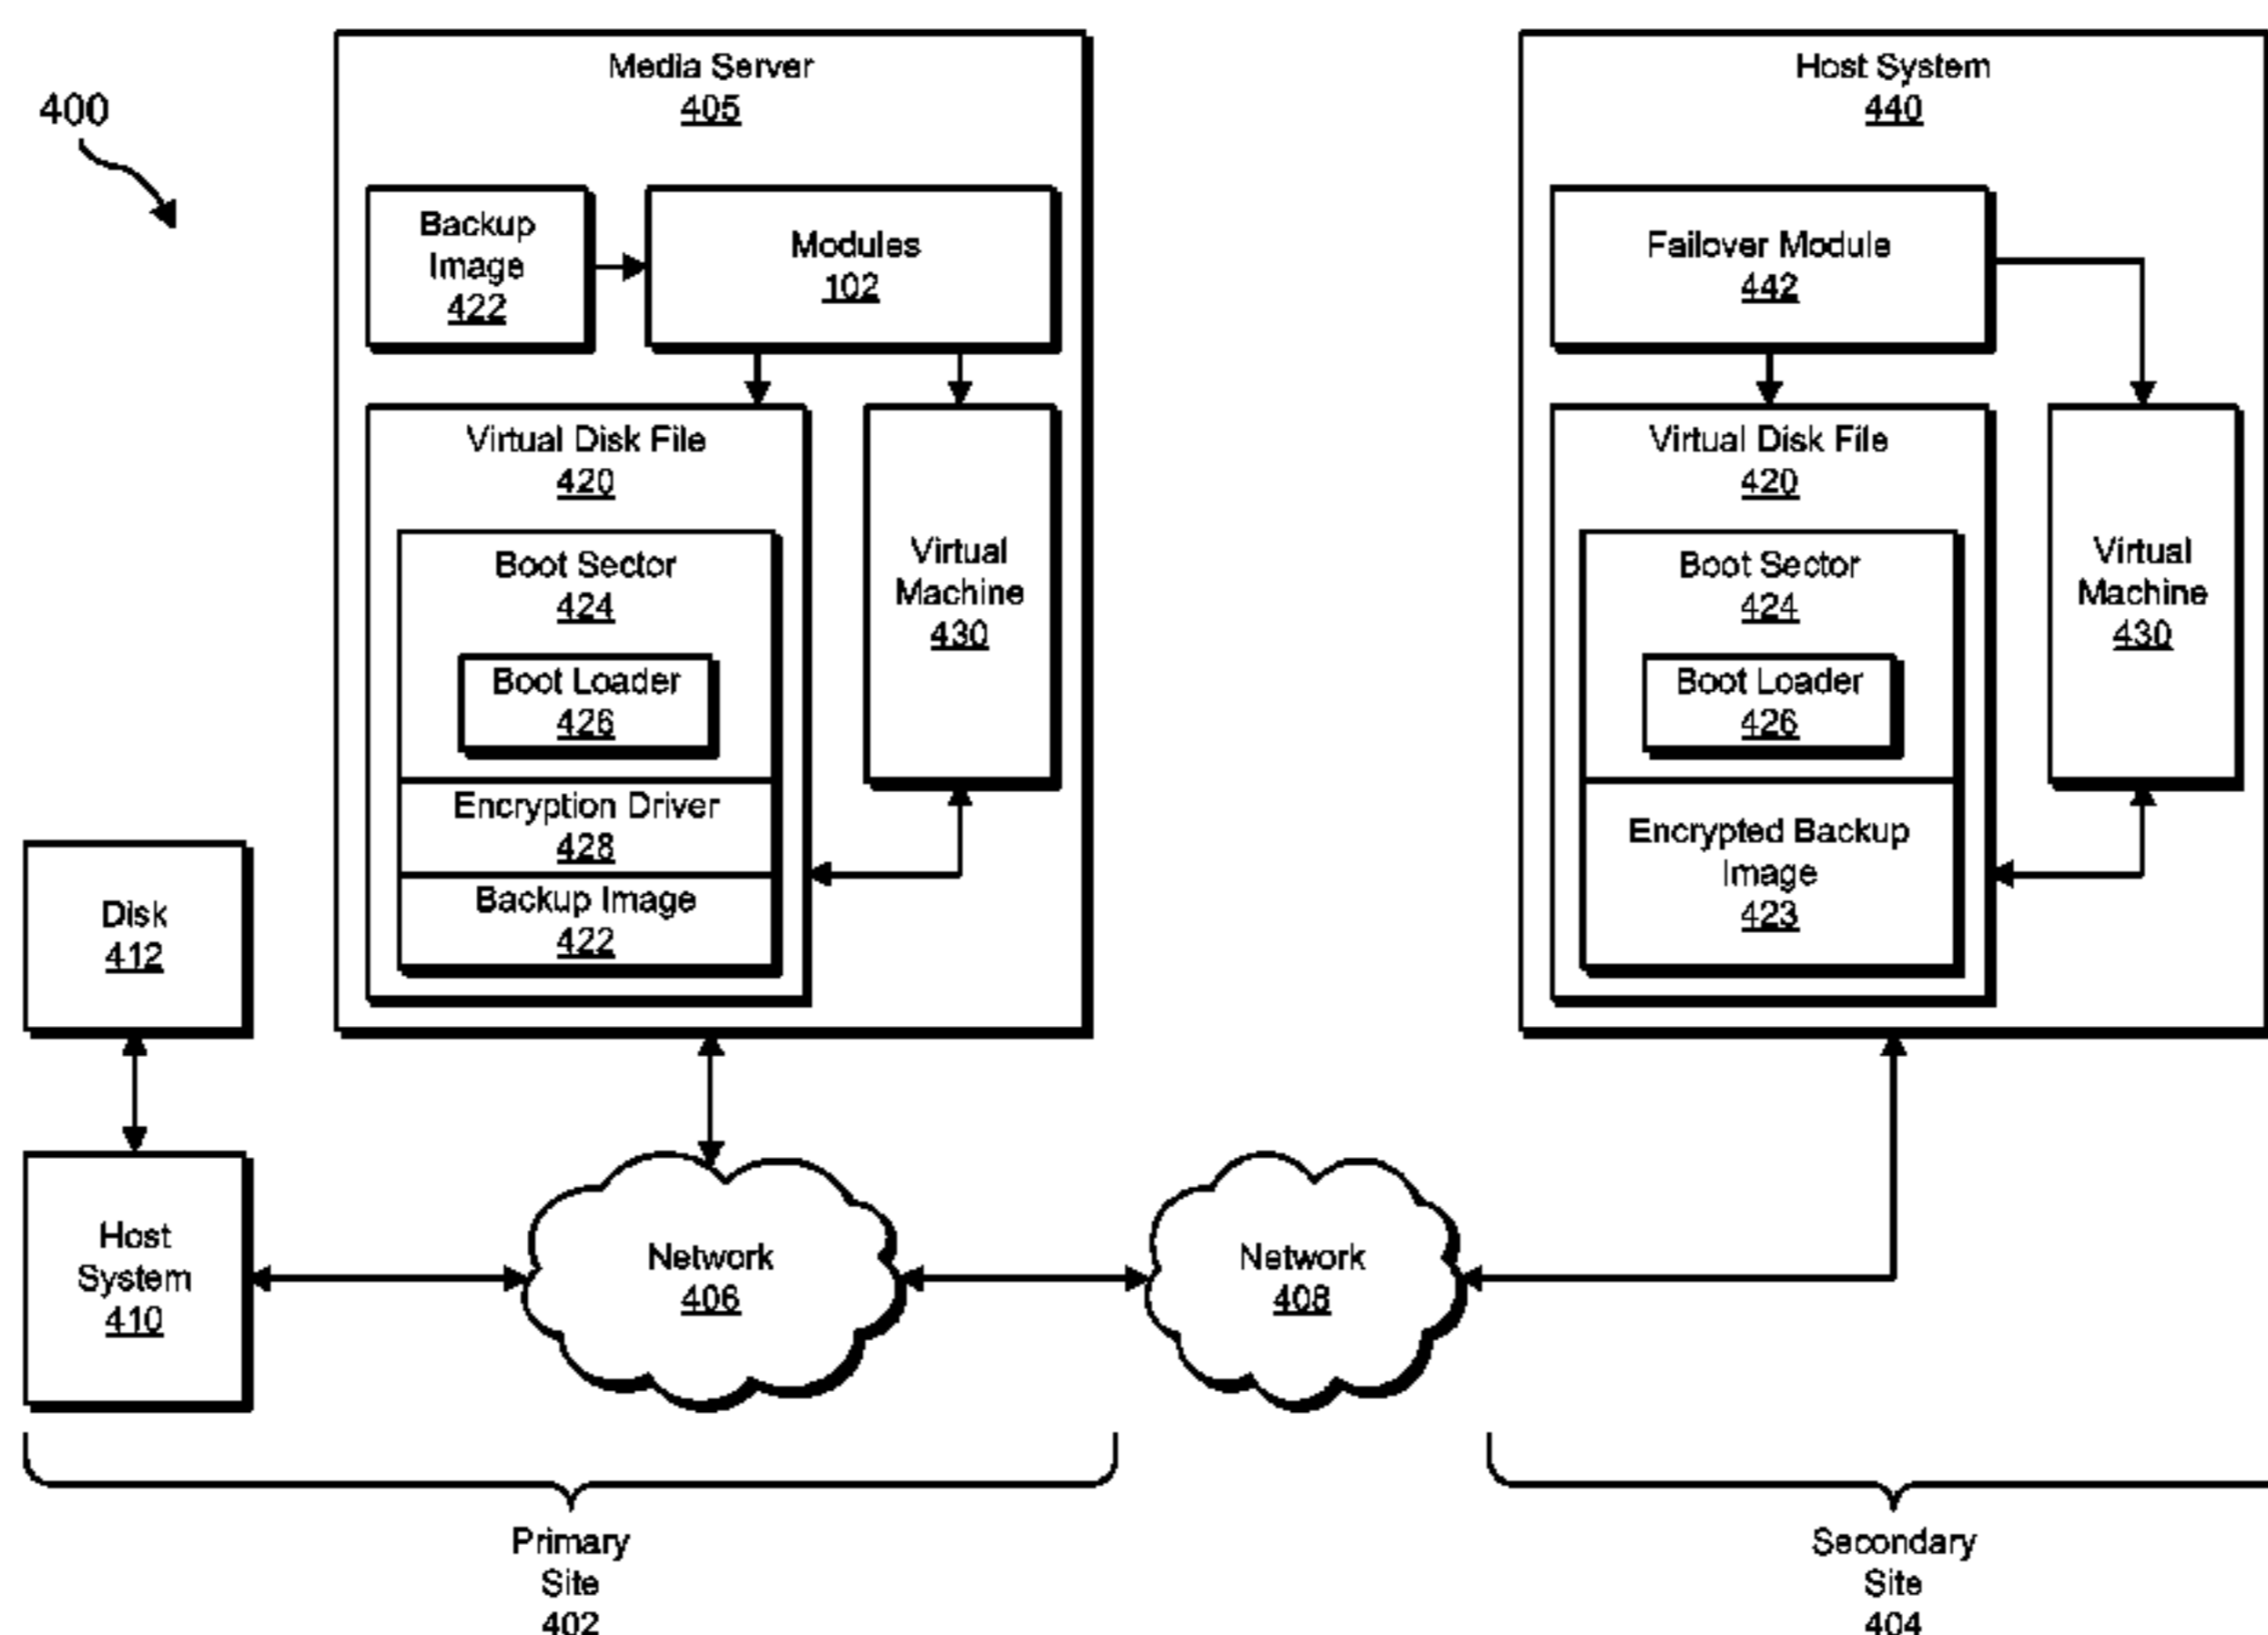 400
Media Server
405
Backup
Image
422
Modules
102
Virtual Disk File
420
Boot Sector
424
Boot Loader
426
Encryption Driver
428
Backup Image
422
Virtual
Machine
430
Host System
440
Failover Module
442
Virtual Disk File
420
Boot Sector
424
Boot Loader
426
Encrypted Backup
Image
423
Virtual
Machine
430
Disk
412
Host
System
410
Network
406
Network
408
Primary
Site
402
Secondary
Site
404